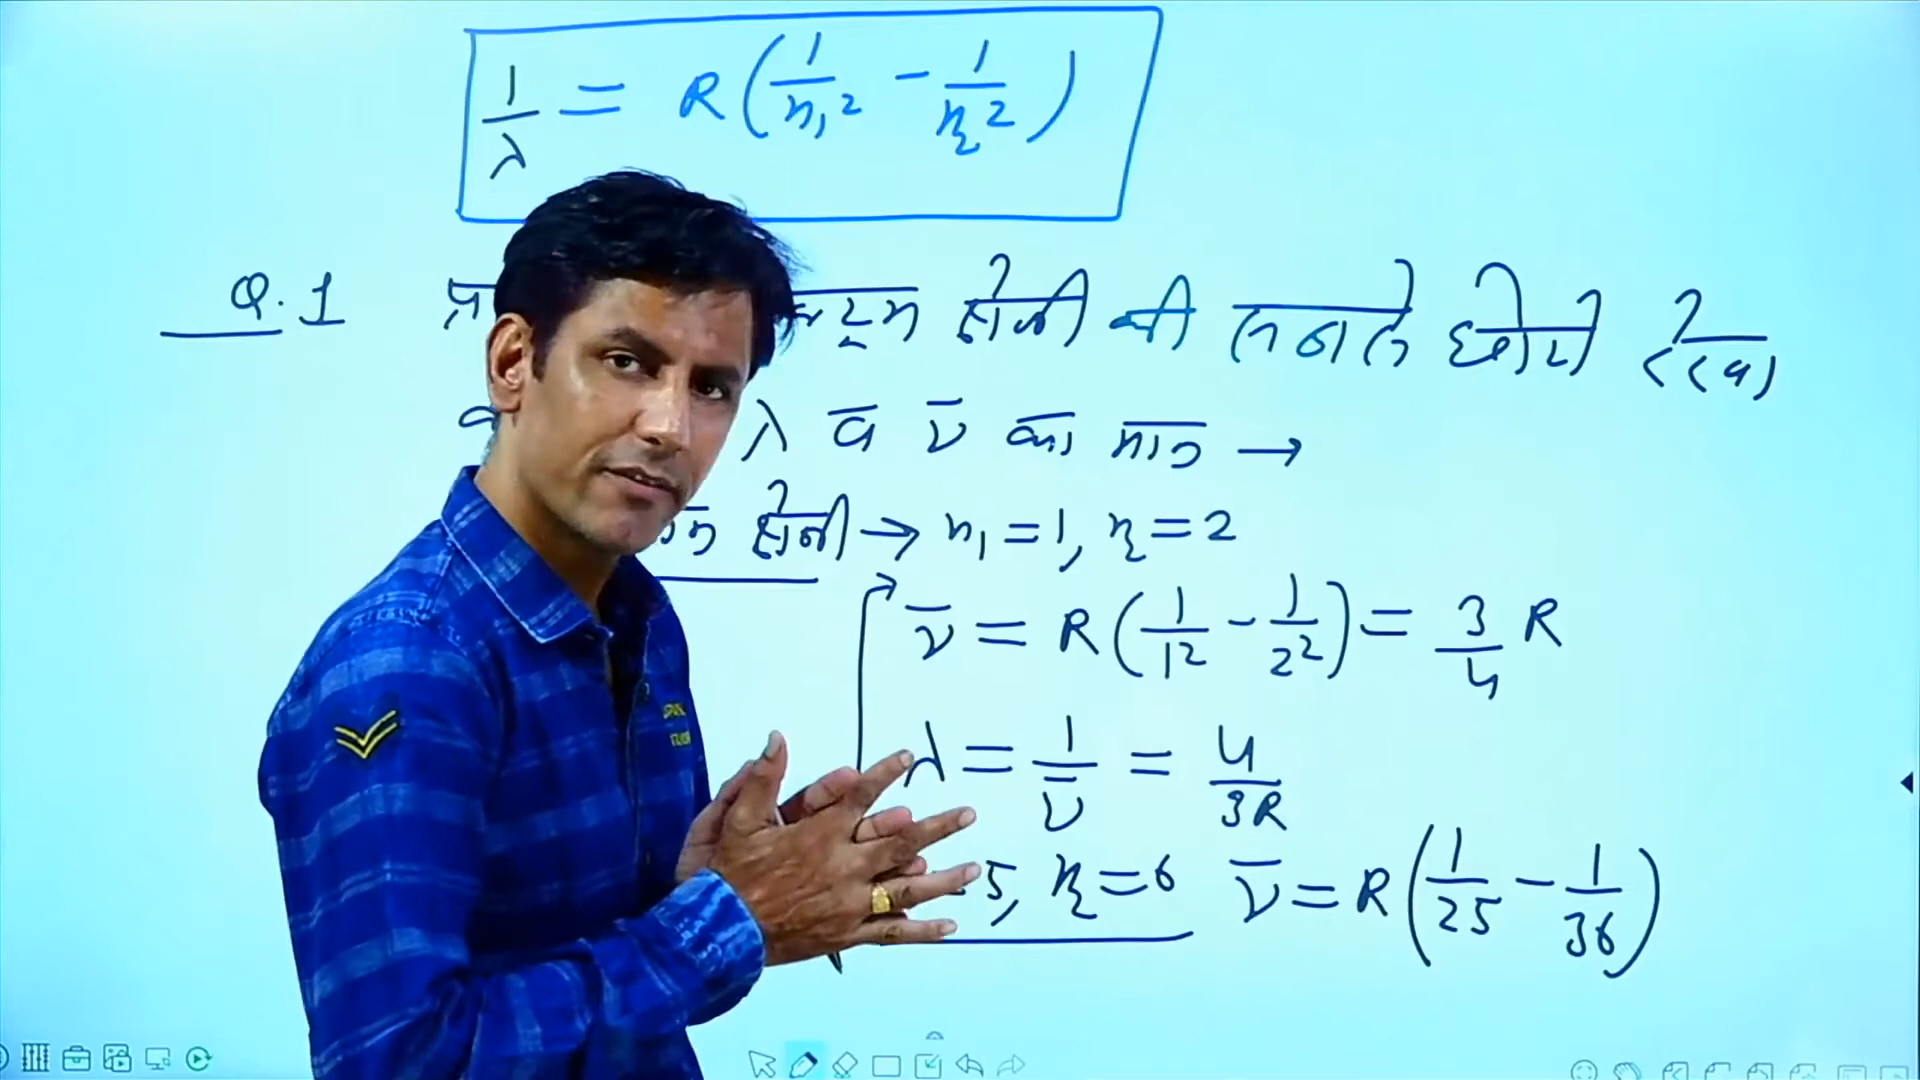 1/λ = R(1/n₁² - 1/n₂²)
Q.1 श्रेणी की सबसे छोटी
λ व ν̄ का मान →
श्रेणी → n₁ = 1, n₂ = 2
ν̄ = R(1/1² - 1/2²) = 3/4 R
λ = 1/ν̄ = 4/3R
5, n₂ = 6 ν̄ = R(1/25 - 1/36)